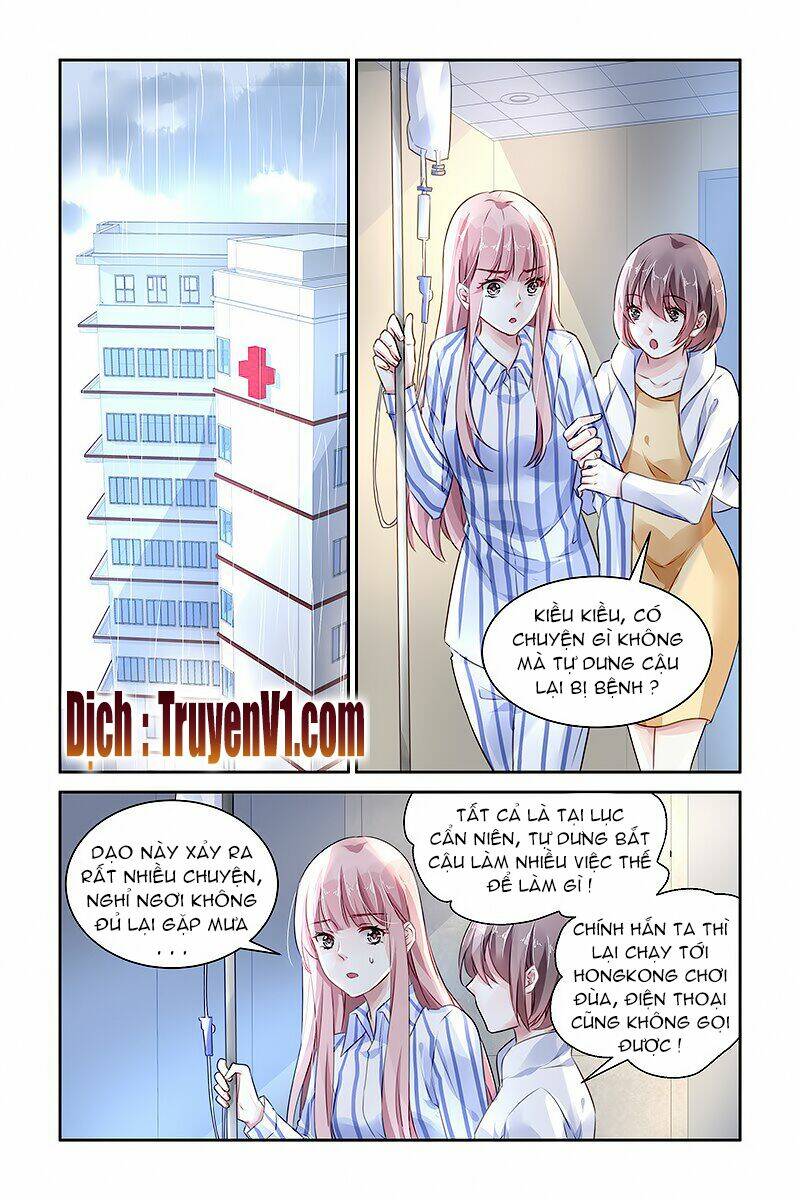 KIỀU KIỀU, CÓ
CHUYỆN GÌ KHÔNG
MÀ TỰ DUNG CẬU
LẠI BỊ BỆNH ?
Dịch : TruyenV1.com
DẠO NÀY XẢY RA
RẤT NHIỀU CHUYỆN,
NGHỈ NGƠI KHÔNG
ĐỦ LẠI GẶP MƯA
. . .
TẤT CẢ LÀ TẠI LỤC
CẨN NIÊN, TỰ DUNG BẮT
CẬU LÀM NHIỀU VIỆC THẾ
ĐỂ LÀM GÌ !
CHÍNH HẮN TA THÌ
LẠI CHẠY TỚI
HONGKONG CHƠI
ĐÙA, ĐIỆN THOẠI
CŨNG KHÔNG GỌI
ĐƯỢC !